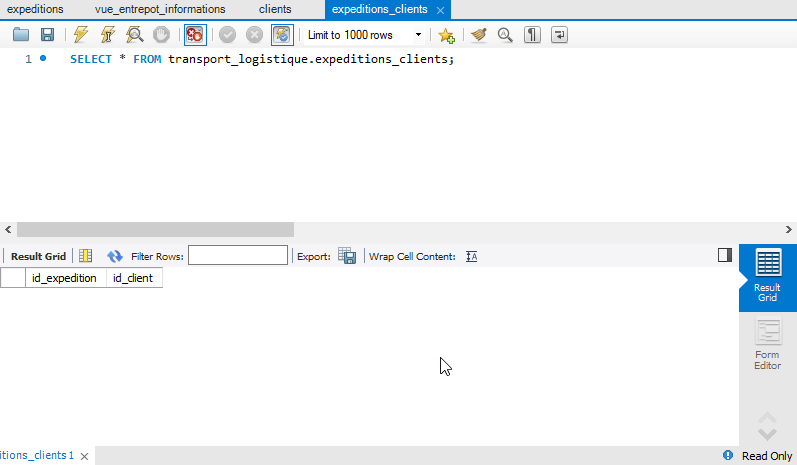 expeditions vue_entrepot_informations clients expeditions_clients
Limit to 1000 rows
1 SELECT * FROM transport_logistique.expeditions_clients;
Result Grid Filter Rows: Export: Wrap Cell Content:
id_expedition id_client
Result
Grid
Form
Editor
itions_clients 1 Read Only